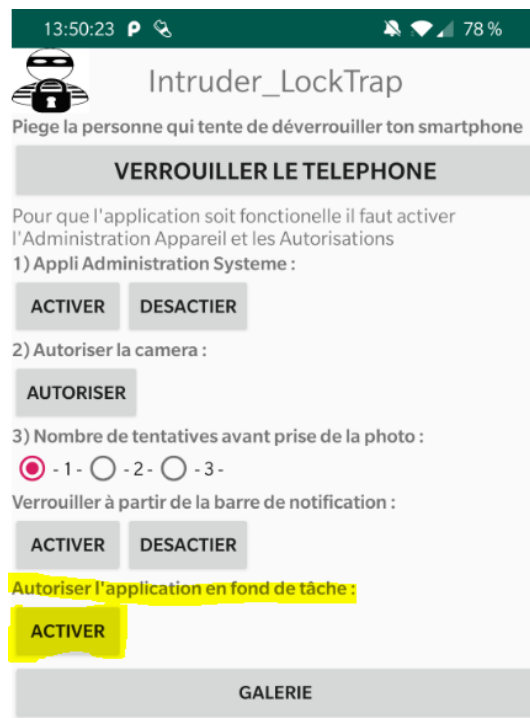 13:50:23 78 %
Intruder_LockTrap
Piege la personne qui tente de déverrouiller ton smartphone
VERROUILLER LE TELEPHONE
Pour que l'application soit fonctionelle il faut activer
l'Administration Appareil et les Autorisations
1) Appli Administration Systeme :
ACTIVER DESACTIER
2) Autoriser la camera :
AUTORISER
3) Nombre de tentatives avant prise de la photo :
- 1 - - 2 - - 3 -
Verrouiller à partir de la barre de notification :
ACTIVER DESACTIER
Autoriser l'application en fond de tâche :
ACTIVER
GALERIE